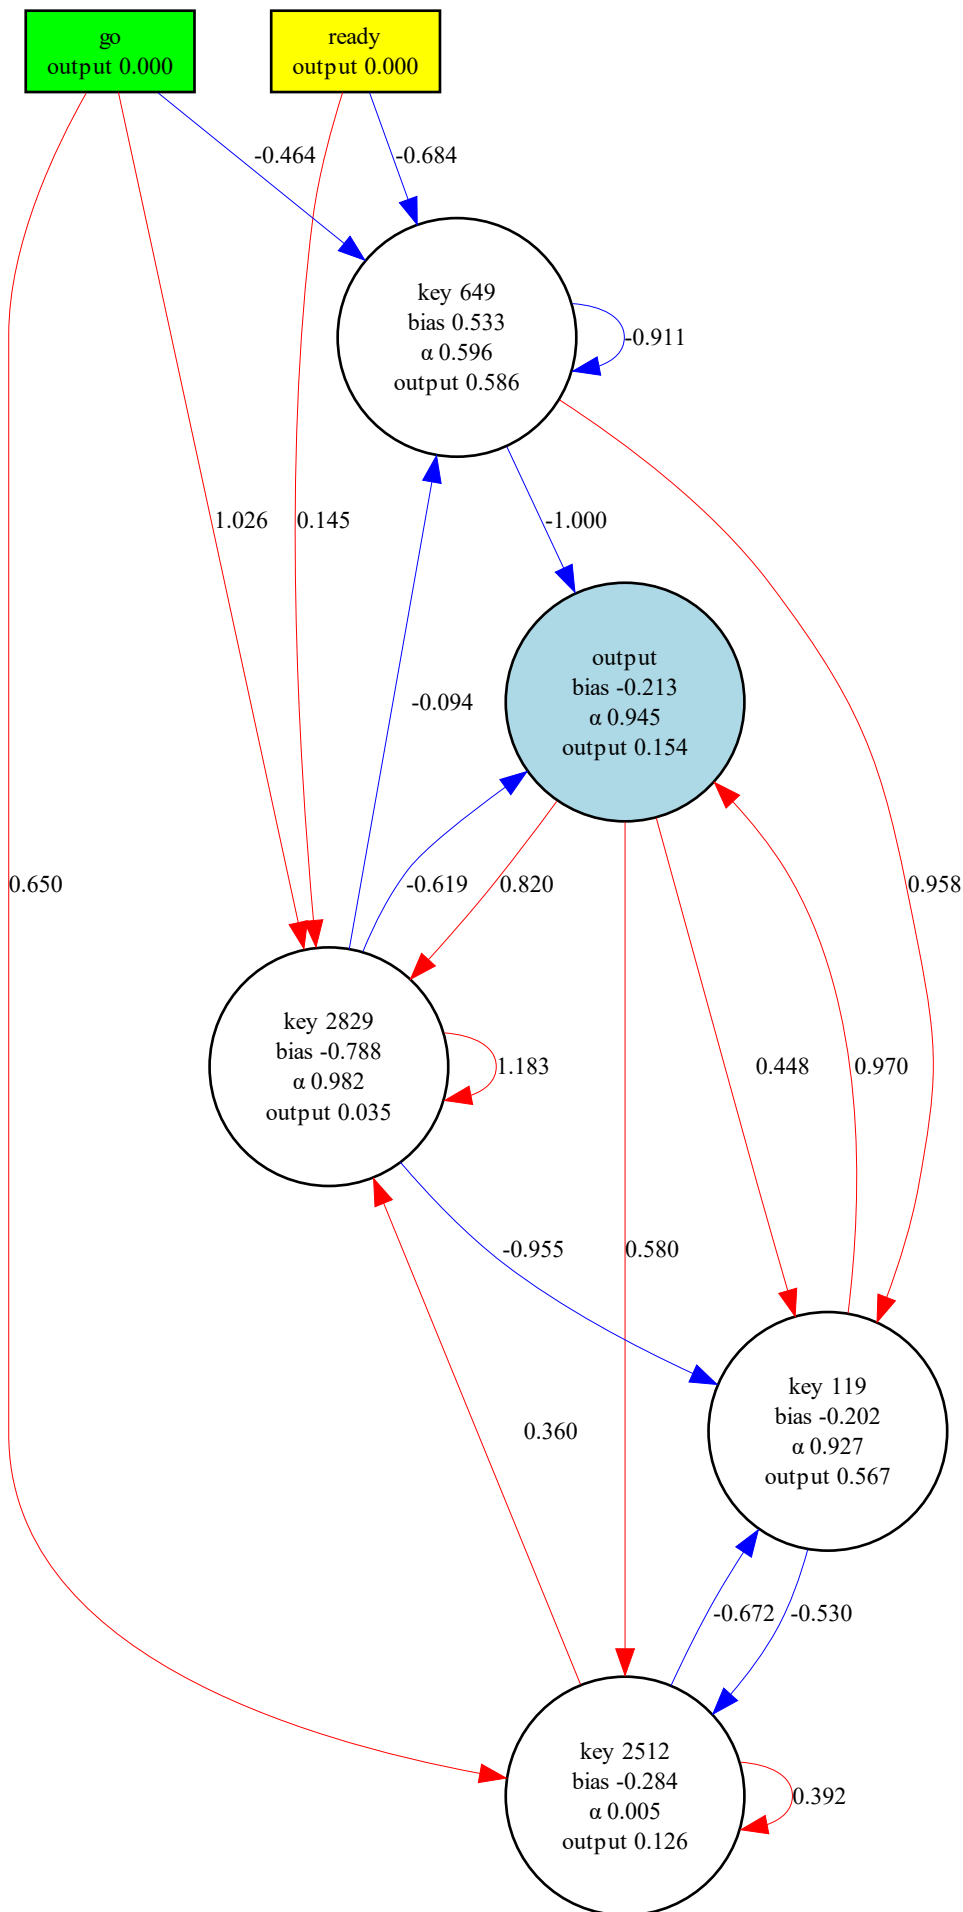 go
output 0.000
ready
output 0.000
-0.464
-0.684
key 649
bias 0.533
α 0.596
output 0.586
-0.911
1.026
0.145
-1.000
output
bias -0.213
α 0.945
output 0.154
-0.094
0.650
-0.619
0.820
0.958
key 2829
bias -0.788
α 0.982
output 0.035
1.183
0.448
0.970
-0.955
0.580
key 119
bias -0.202
α 0.927
output 0.567
0.360
-0.672
-0.530
key 2512
bias -0.284
α 0.005
output 0.126
0.392